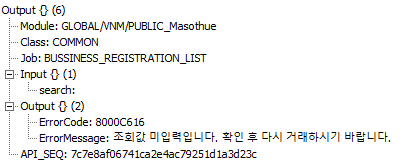 Output {} (6)
Module: GLOBAL/VNM/PUBLIC_Masothue
Class: COMMON
Job: BUSSINESS_REGISTRATION_LIST
Input {} (1)
search:
Output {} (2)
ErrorCode: 8000C616
ErrorMessage: 조회값 미입력입니다. 확인 후 다시 거래하시기 바랍니다.
API_SEQ: 7c7e8af06741ca2e4ac79251d1a3d23c